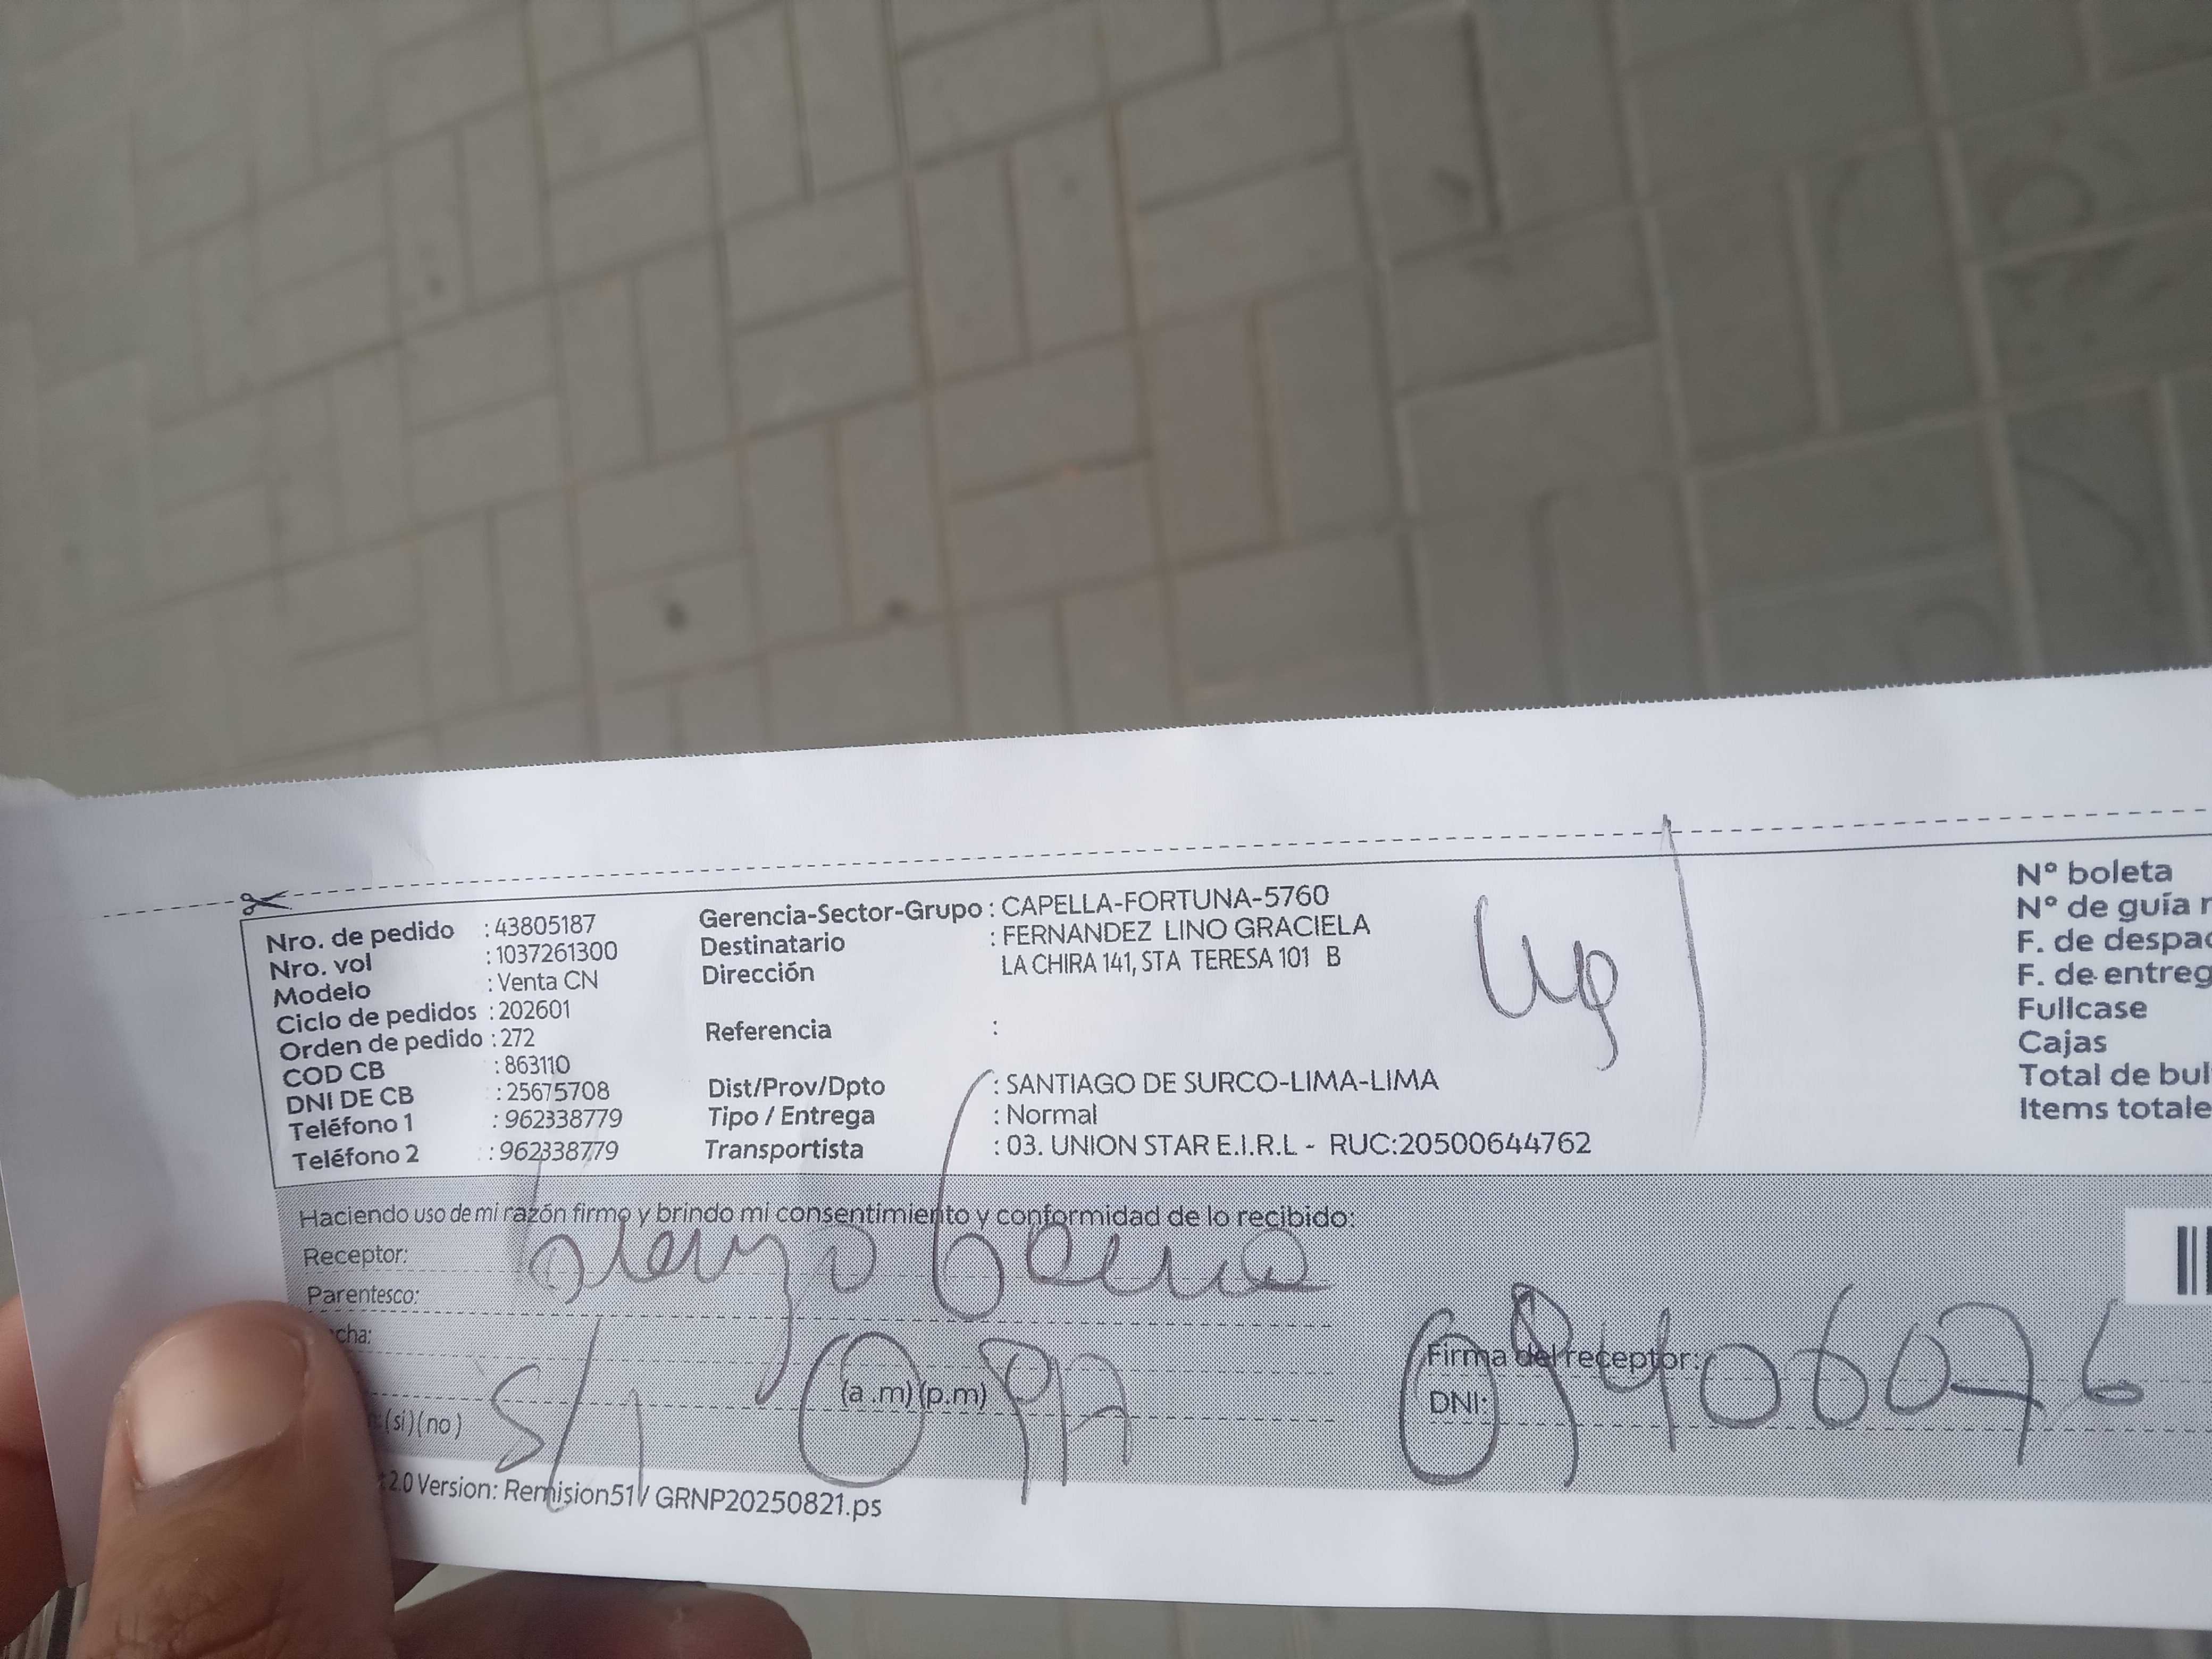 Nro. de pedido : 43805187
Nro. vol : 1037261300
Modelo : Venta CN
Ciclo de pedidos : 202601
Orden de pedido : 272
COD CB : 863110
DNI DE CB : 25675708
Teléfono 1 : 962338779
Teléfono 2 : 962338779
Gerencia-Sector-Grupo : CAPELLA-FORTUNA-5760
Destinatario : FERNANDEZ LINO GRACIELA
Dirección LA CHIRA 141, STA TERESA 101 B
Referencia :
Dist/Prov/Dpto : SANTIAGO DE SURCO-LIMA-LIMA
Tipo / Entrega : Normal
Transportista : 03. UNION STAR E.I.R.L - RUC:20500644762
Nº boleta
Nº de guía r
F. de despac
F. de entreg
Fullcase
Cajas
Total de bul
Items totale
Haciendo uso de mi razón firmo y brindo mi consentimiento y conformidad de lo recibido:
Receptor:
Parentesco:
cha:
(a .m) (p.m)
(si) (no)
Firma del receptor:
DNI: 09406076
2.0 Version: Remision51 / GRNP20250821.ps